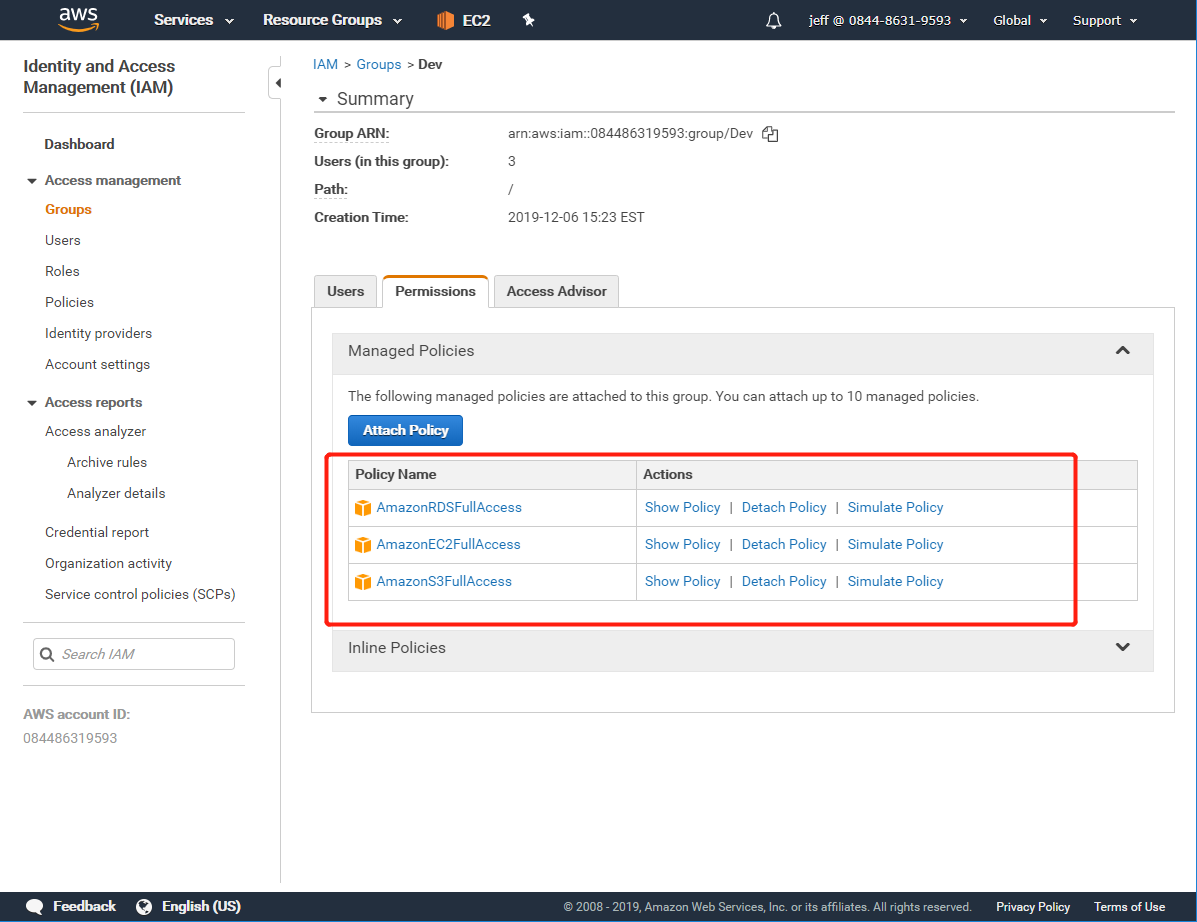 aws Services Resource Groups EC2 jeff @ 0844-8631-9593 Global Support
Identity and Access
Management (IAM)
Dashboard
Access management
Groups
Users
Roles
Policies
Identity providers
Account settings
Access reports
Access analyzer
Archive rules
Analyzer details
Credential report
Organization activity
Service control policies (SCPs)
Search IAM
AWS account ID:
084486319593
IAM > Groups > Dev
Summary
Group ARN: arn:aws:iam::084486319593:group/Dev
Users (in this group): 3
Path: /
Creation Time: 2019-12-06 15:23 EST
Users Permissions Access Advisor
Managed Policies
The following managed policies are attached to this group. You can attach up to 10 managed policies.
Attach Policy
Policy Name Actions
AmazonRDSFullAccess Show Policy | Detach Policy | Simulate Policy
AmazonEC2FullAccess Show Policy | Detach Policy | Simulate Policy
AmazonS3FullAccess Show Policy | Detach Policy | Simulate Policy
Inline Policies
Feedback English (US) © 2008 - 2019, Amazon Web Services, Inc. or its affiliates. All rights reserved. Privacy Policy Terms of Use